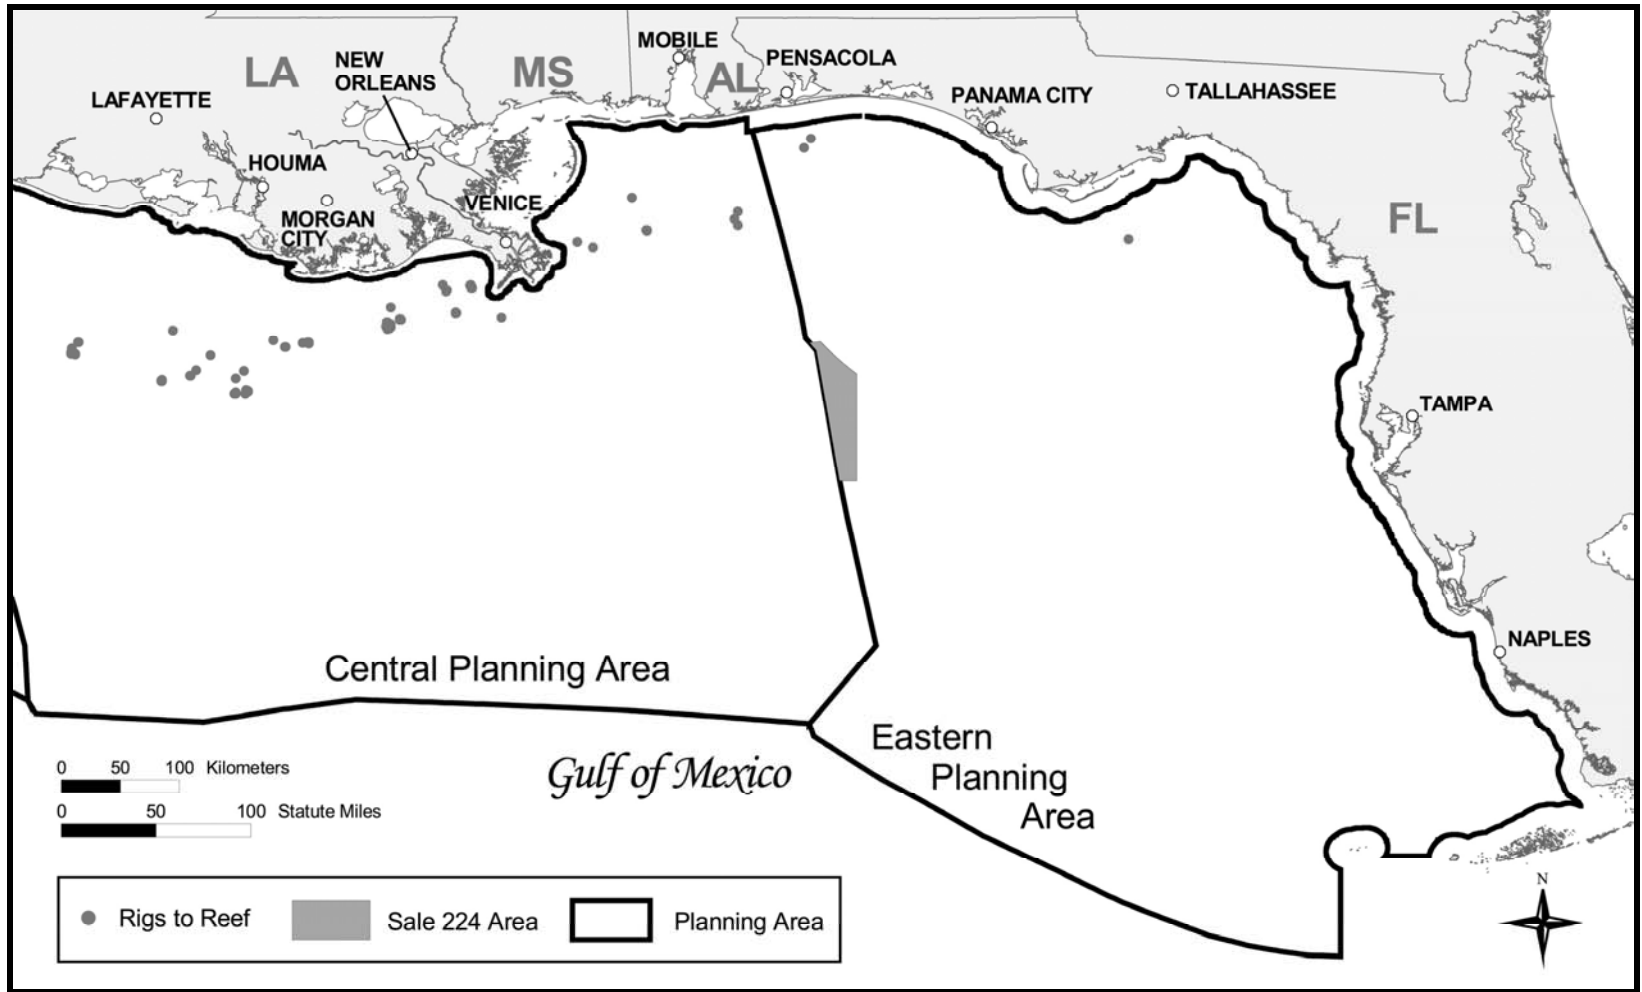 MOBILE
NEW
ORLEANS
LA
MS
AL
PENSACOLA
LAFAYETTE
PANAMA CITY
TALLAHASSEE
HOUMA
VENICE
MORGAN
CITY
FL
TAMPA
NAPLES
Central Planning Area
Eastern
Planning
Area
Gulf of Mexico
0 50 100 Kilometers
0 50 100 Statute Miles
Rigs to Reef
Sale 224 Area
Planning Area
N